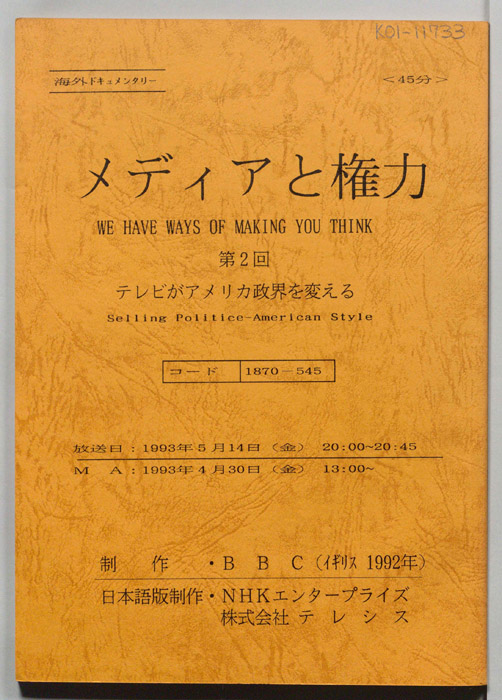 K01-11733
海外ドキュメンタリー
＜45分＞
メディアと権力
WE HAVE WAYS OF MAKING YOU THINK
第2回
テレビがアメリカ政界を変える
Selling Politice-American Style
コード 1870-545
放送日：1993年5月14日（金） 20:00~20:45
M A：1993年4月30日（金） 13:00~
制 作 ・B B C（ｲｷﾞﾘｽ 1992年）
日本語版制作・NHKエンタープライズ
株式会社 テ レ シ ス